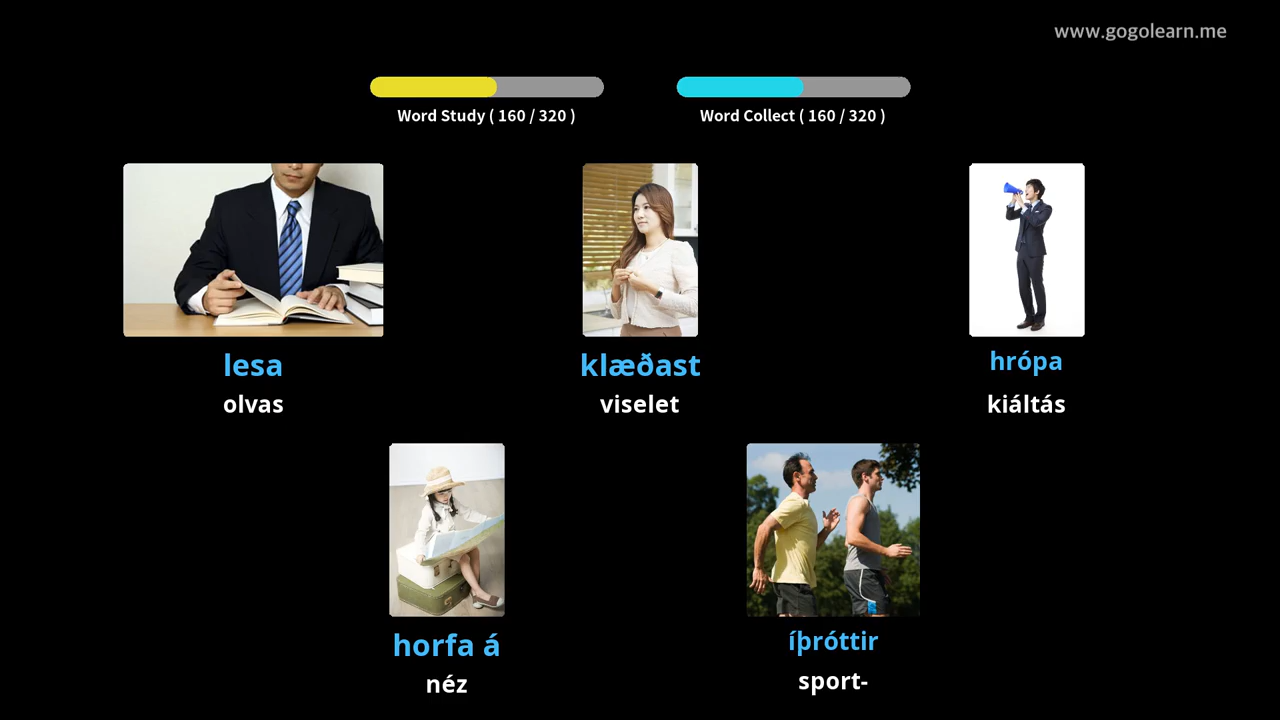 www.gogolearn.me
Word Study ( 160 / 320 )
Word Collect ( 160 / 320 )
lesa
olvas
klæðast
viselet
hrópa
kiáltás
horfa á
néz
íþróttir
sport-